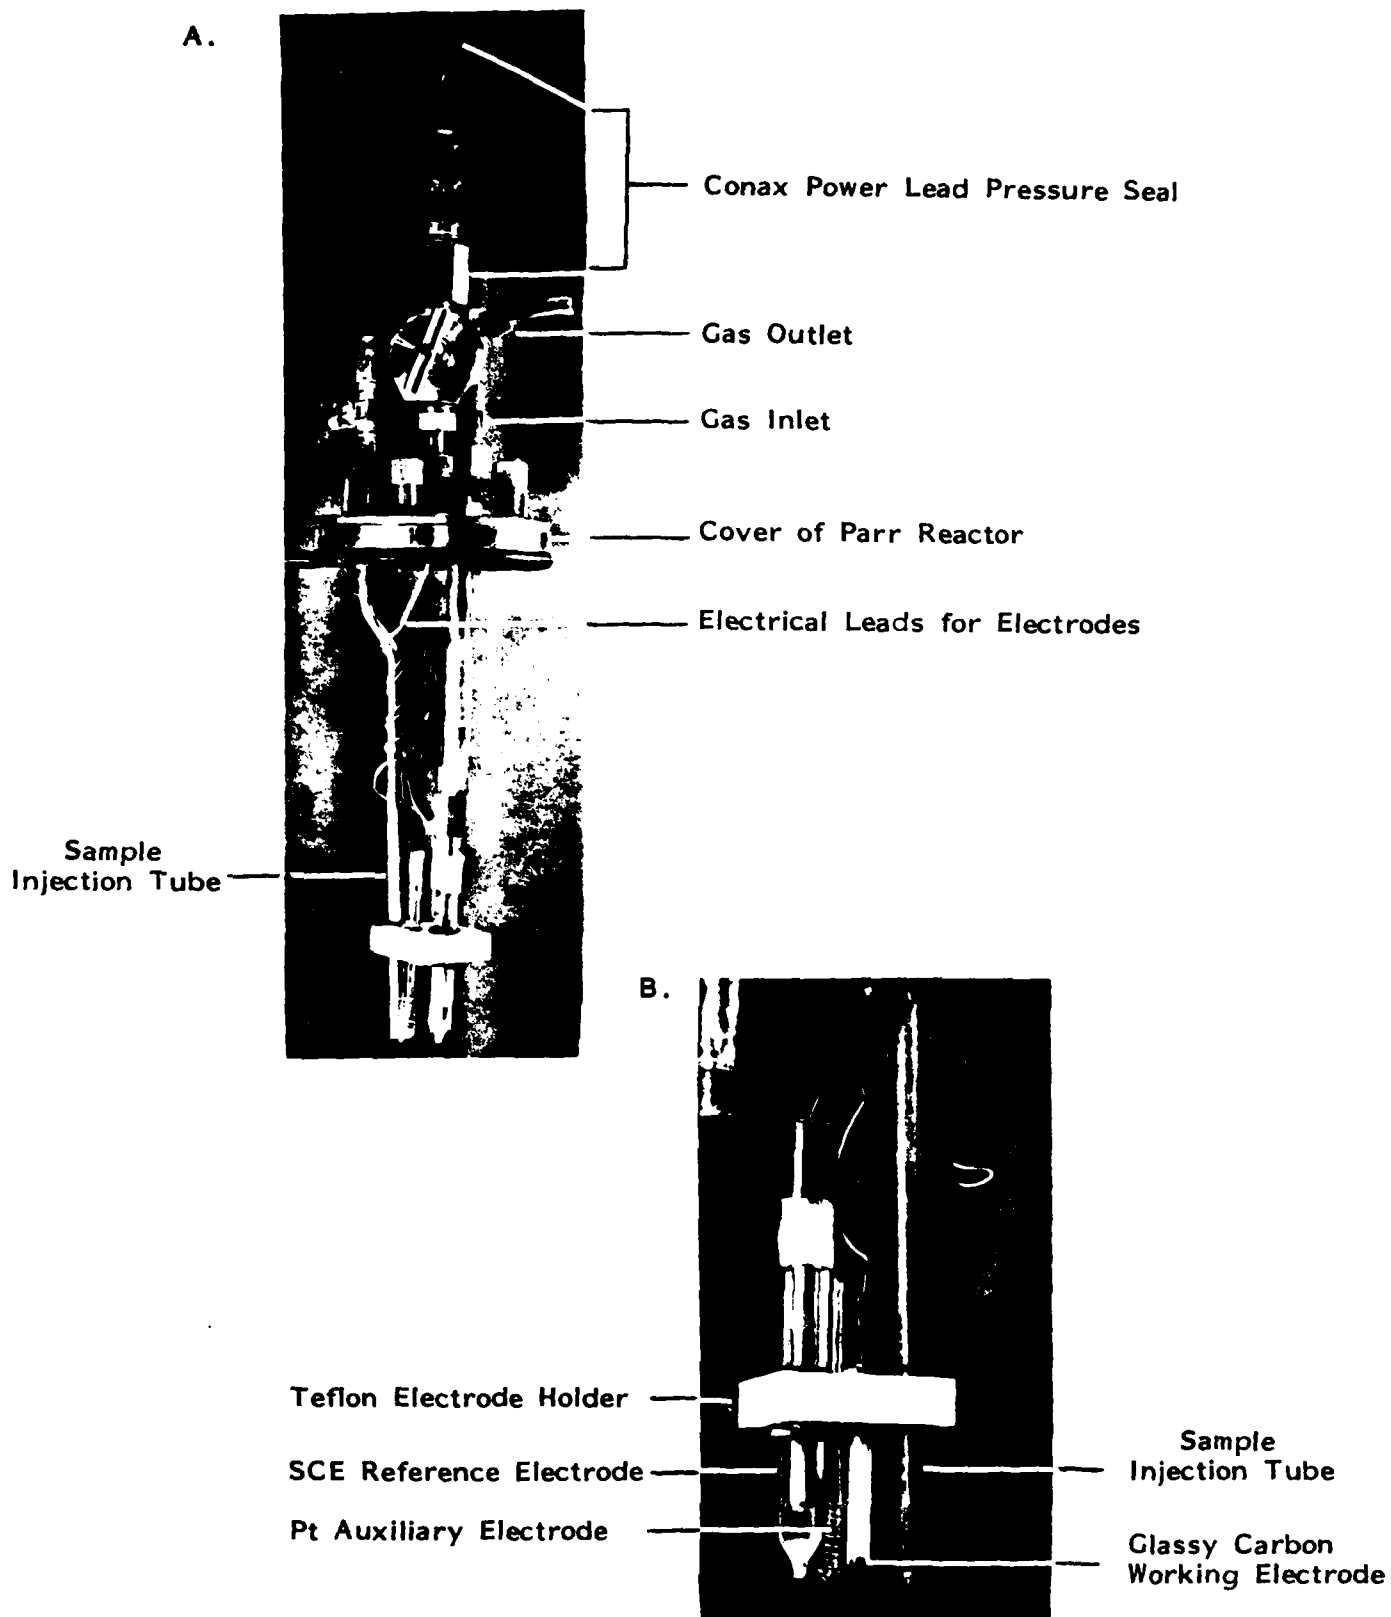 A.
Conax Power Lead Pressure Seal
Gas Outlet
Gas Inlet
Cover of Parr Reactor
Electrical Leads for Electrodes
Sample
Injection Tube
B.
Teflon Electrode Holder
SCE Reference Electrode
Pt Auxiliary Electrode
Sample
Injection Tube
Glassy Carbon
Working Electrode